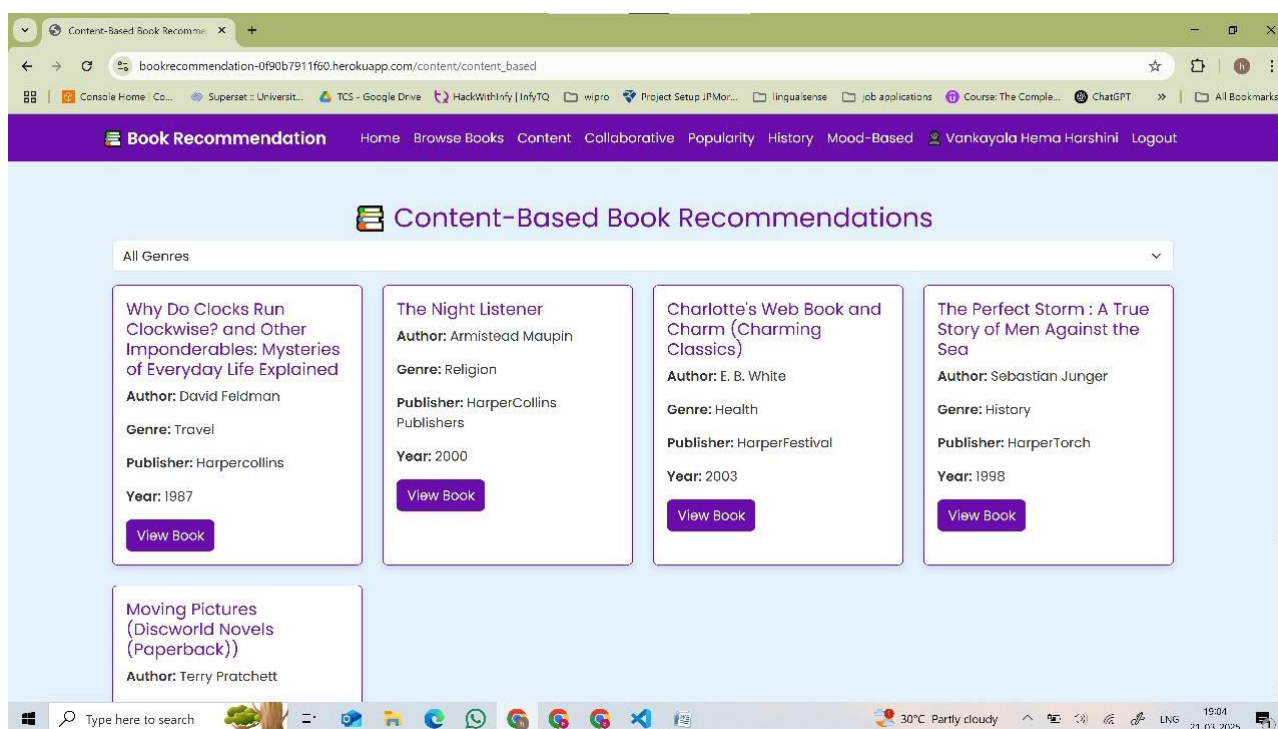 Content-Based Book Recomme
bookrecommendation-0f90b7911f60.herokuapp.com/content/content_based
Console Home | Co... Superset :: Universit... TCS - Google Drive HackWithInfy | InfyTQ wipro Project Setup JPMor... lingualsense job applications Course: The Comple... ChatGPT » All Bookmarks
Book Recommendation Home Browse Books Content Collaborative Popularity History Mood-Based Vankayala Hema Harshini Logout
Content-Based Book Recommendations
All Genres
Why Do Clocks Run
Clockwise? and Other
Imponderables: Mysteries
of Everyday Life Explained
Author: David Feldman
Genre: Travel
Publisher: Harpercollins
Year: 1987
View Book
The Night Listener
Author: Armistead Maupin
Genre: Religion
Publisher: HarperCollins
Publishers
Year: 2000
View Book
Charlotte's Web Book and
Charm (Charming
Classics)
Author: E. B. White
Genre: Health
Publisher: HarperFestival
Year: 2003
View Book
The Perfect Storm : A True
Story of Men Against the
Sea
Author: Sebastian Junger
Genre: History
Publisher: HarperTorch
Year: 1998
View Book
Moving Pictures
(Discworld Novels
(Paperback))
Author: Terry Pratchett
Type here to search
30°C Partly cloudy
LNG
19:04
21-03-2025